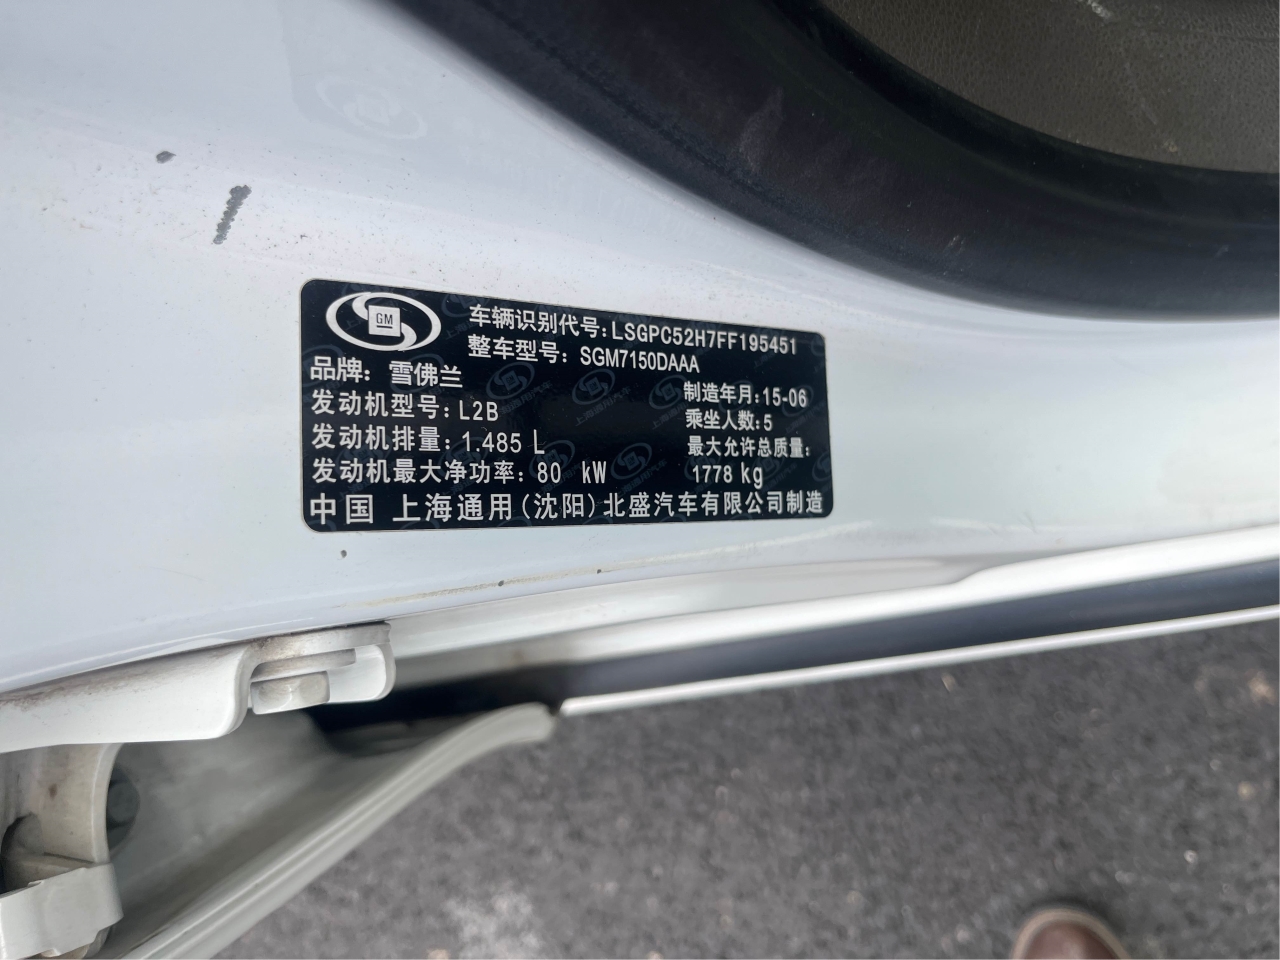 GM
车辆识别代号:LSGPC52H7FF195451
整车型号: SGM7150DAAA
品牌: 雪佛兰
制造年月:15-06
发动机型号:L2B
乘坐人数:5
发动机排量:1.485 L
最大允许总质量:
发动机最大净功率: 80 kW
1778 kg
中国 上海通用(沈阳)北盛汽车有限公司制造